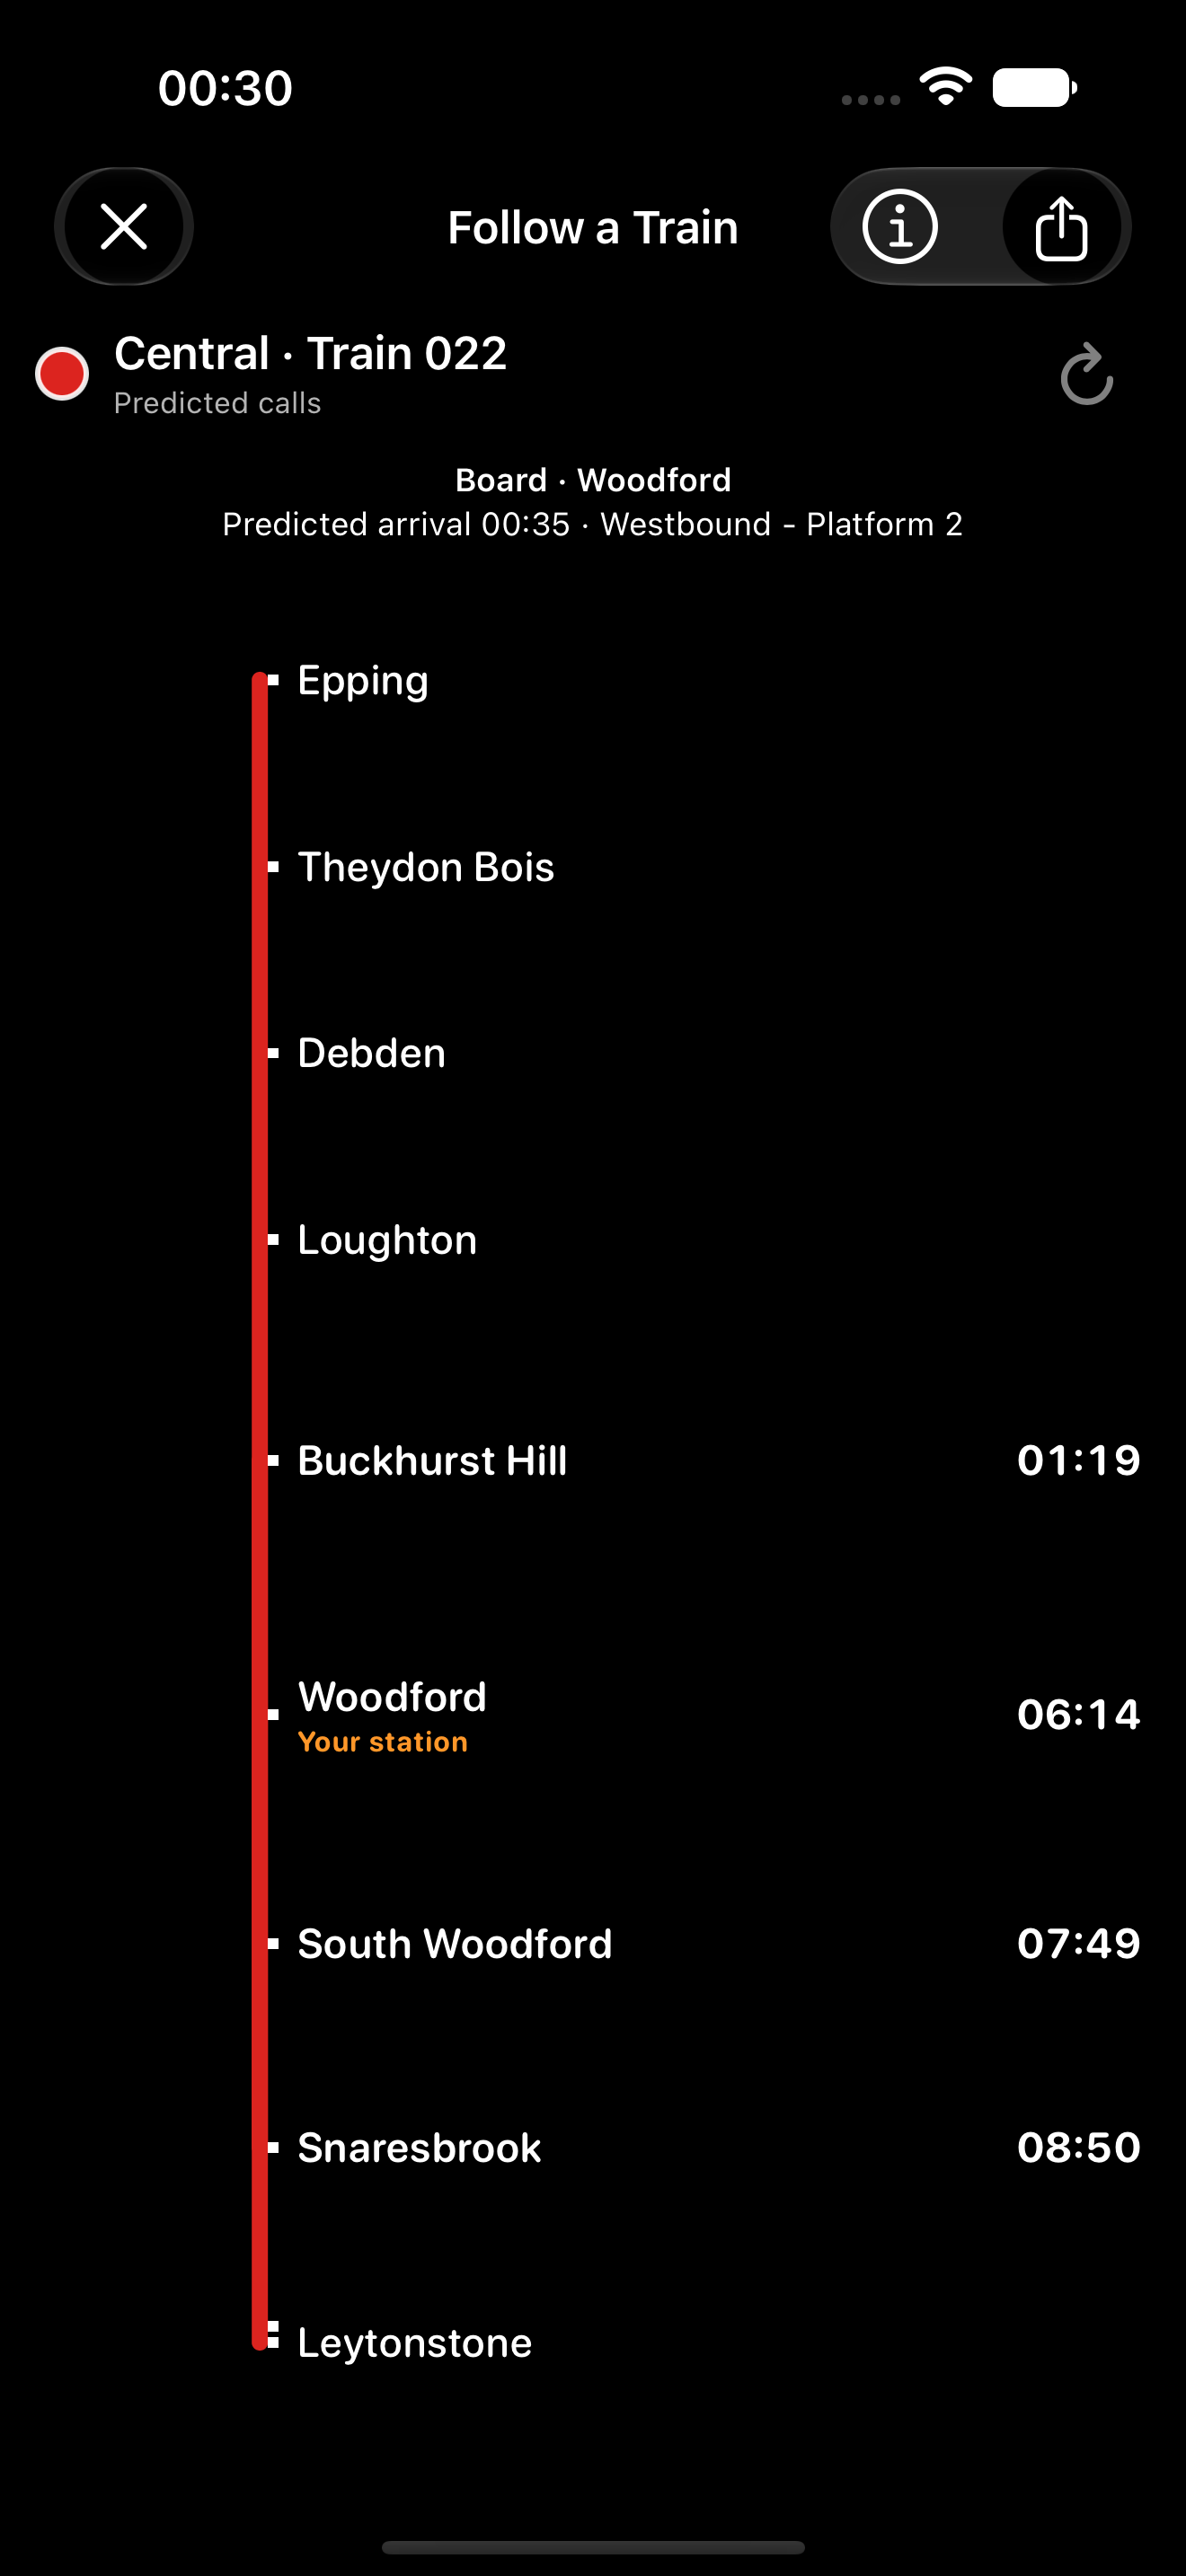 00:30
Follow a Train
Central · Train 022
Predicted calls
Board · Woodford
Predicted arrival 00:35 · Westbound - Platform 2
Epping
Theydon Bois
Debden
Loughton
Buckhurst Hill 01:19
Woodford 06:14
Your station
South Woodford 07:49
Snaresbrook 08:50
Leytonstone